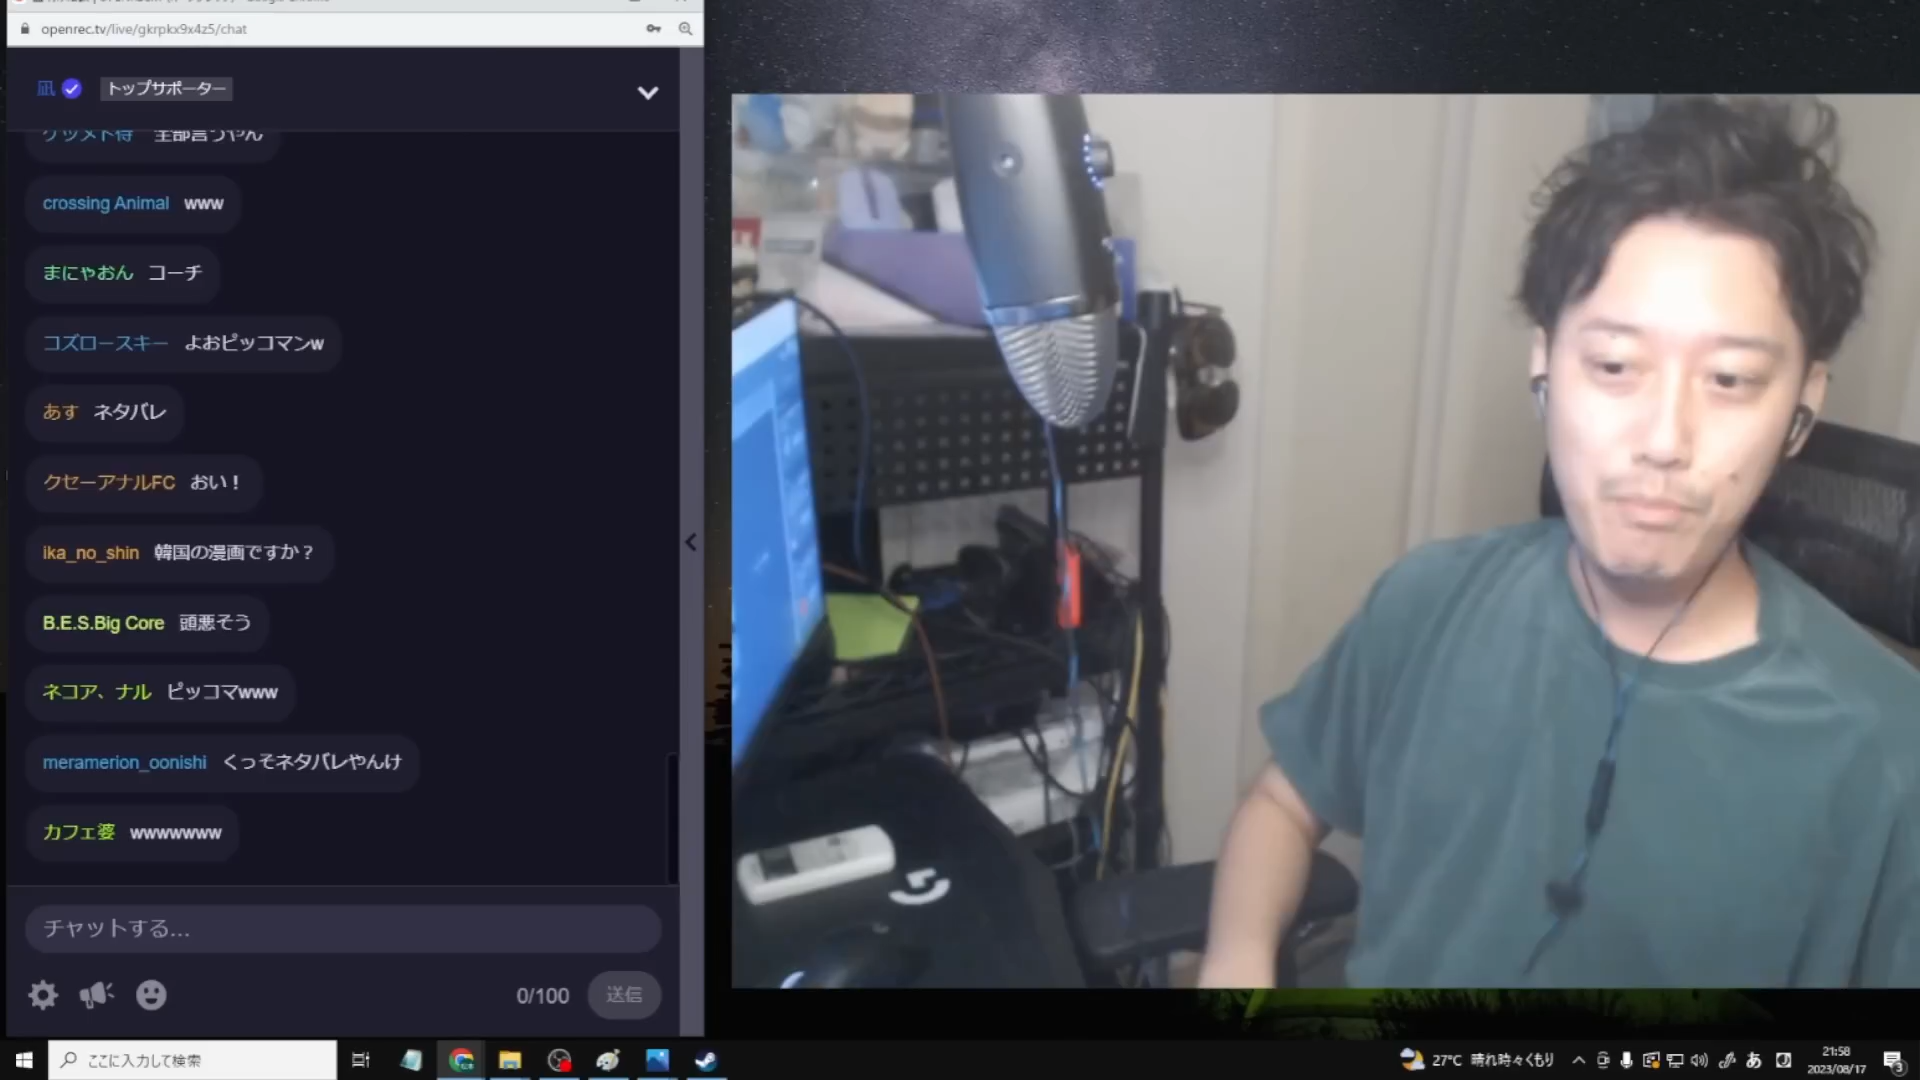 openrec.tv/live/gkrpkx9x4z5/chat
凪 トップサポーター
crossing Animal www
まにゃおん コーチ
コズロースキー よおピッコマンw
あす ネタバレ
クセーアナルFC おい！
ika_no_shin 韓国の漫画ですか？
B.E.S.Big Core 頭悪そう
ネコア、ナル ピッコマwww
meramerion_oonishi くっそネタバレやんけ
カフェ婆 wwwwwww
チャットする...
0/100 送信
ここに入力して検索
27°C 晴れ時々くもり
あ
21:58
2023/08/17
3